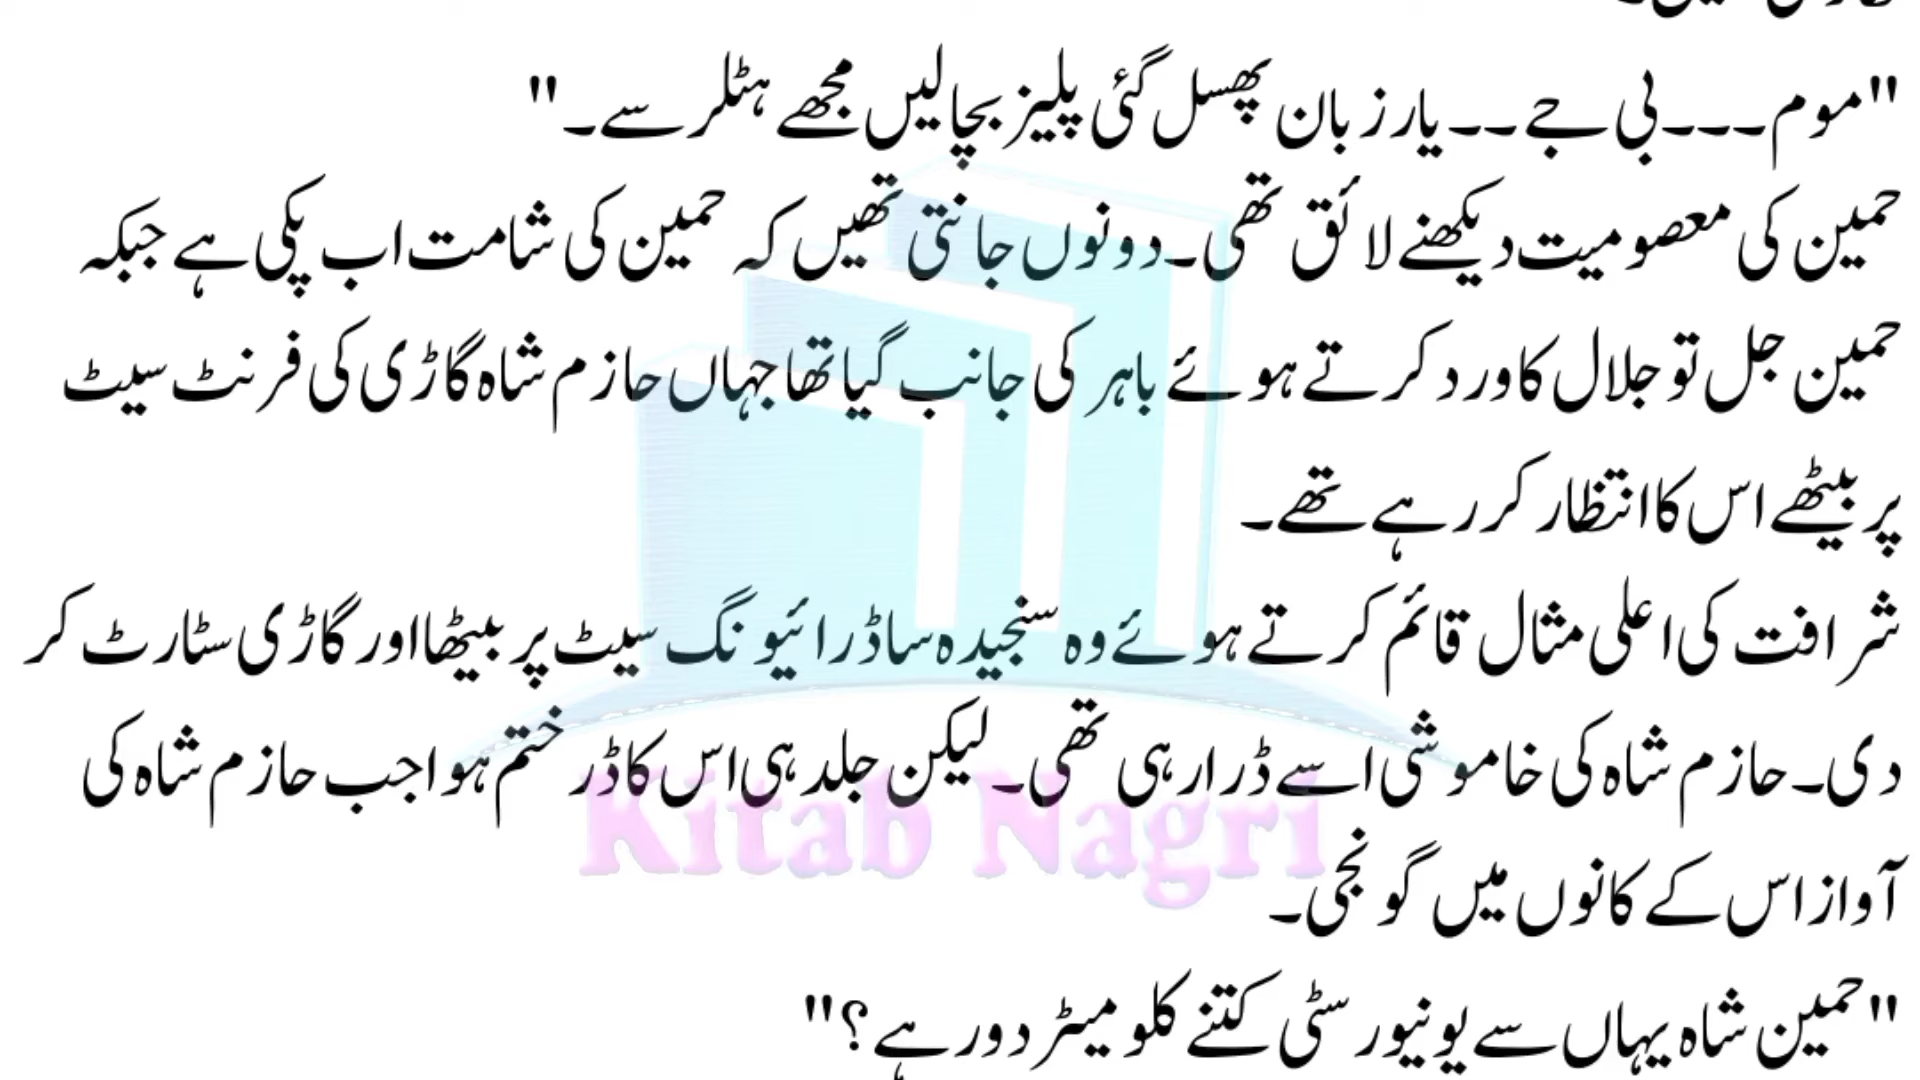 "موم۔۔۔بی جے۔۔یار زبان پھسل گئی پلیز بچا لیں مجھے ہٹلر سے۔"
حمین کی معصومیت دیکھنے لائق تھی۔دونوں جانتی تھیں کہ حمین کی شامت اب پکی ہے جبکہ
حمین جل تو جلال کا ورد کرتے ہوئے باہر کی جانب گیا تھا جہاں حازم شاہ گاڑی کی فرنٹ سیٹ
پر بیٹھے اس کا انتظار کر رہے تھے۔
شرافت کی اعلی مثال قائم کرتے ہوئے وہ سنجیدہ سا ڈرائیونگ سیٹ پر بیٹھا اور گاڑی سٹارٹ کر
دی۔حازم شاہ کی خاموشی اسے ڈرا رہی تھی۔لیکن جلد ہی اس کا ڈر ختم ہوا جب حازم شاہ کی
آواز اس کے کانوں میں گونجی۔
"حمین شاہ یہاں سے یونیورسٹی کتنے کلو میٹر دور ہے؟"
Kitab Nagri